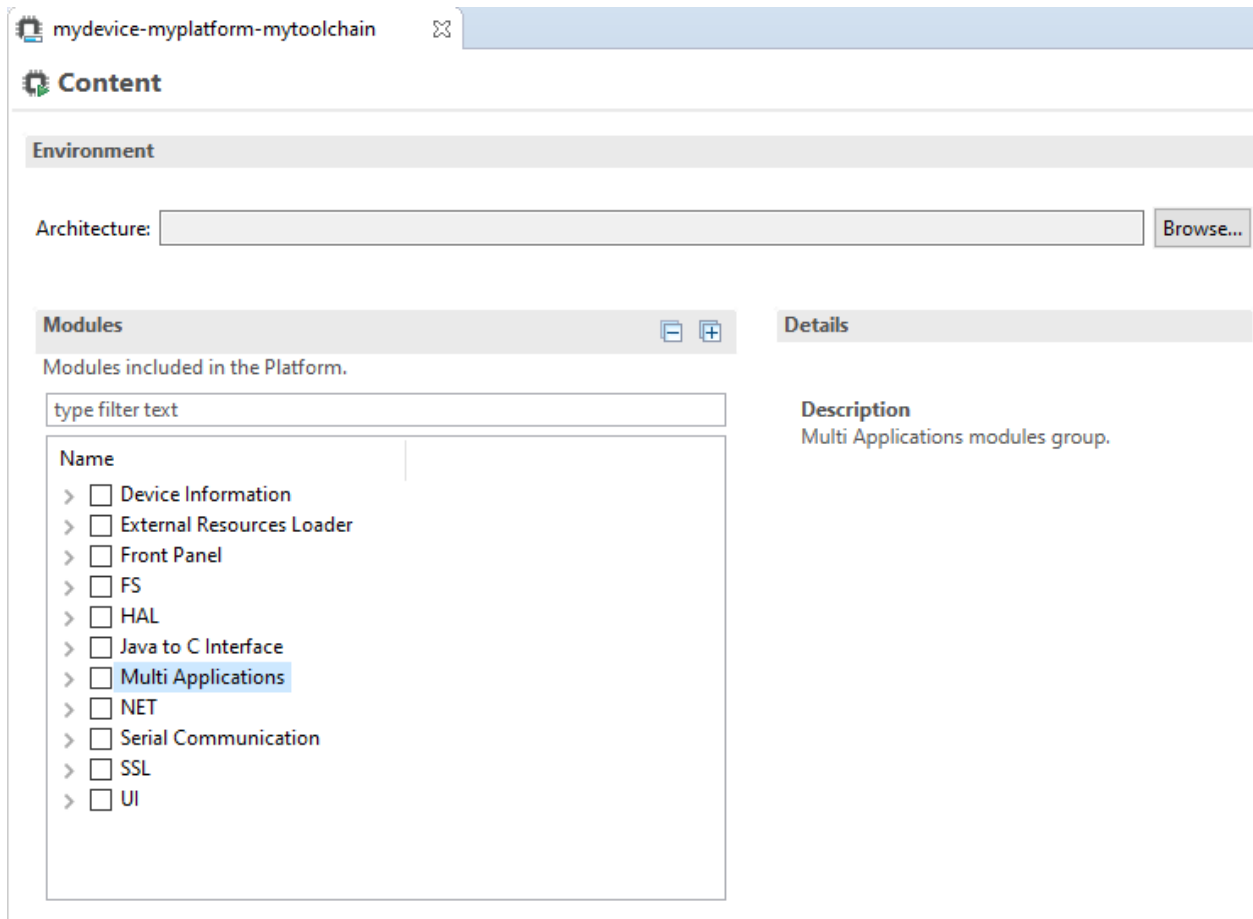 mydevice-myplatform-mytoolchain
Content
Environment
Architecture:
Browse...
Modules
Modules included in the Platform.
type filter text
Name
Device Information
External Resources Loader
Front Panel
FS
HAL
Java to C Interface
Multi Applications
NET
Serial Communication
SSL
UI
Details
Description
Multi Applications modules group.